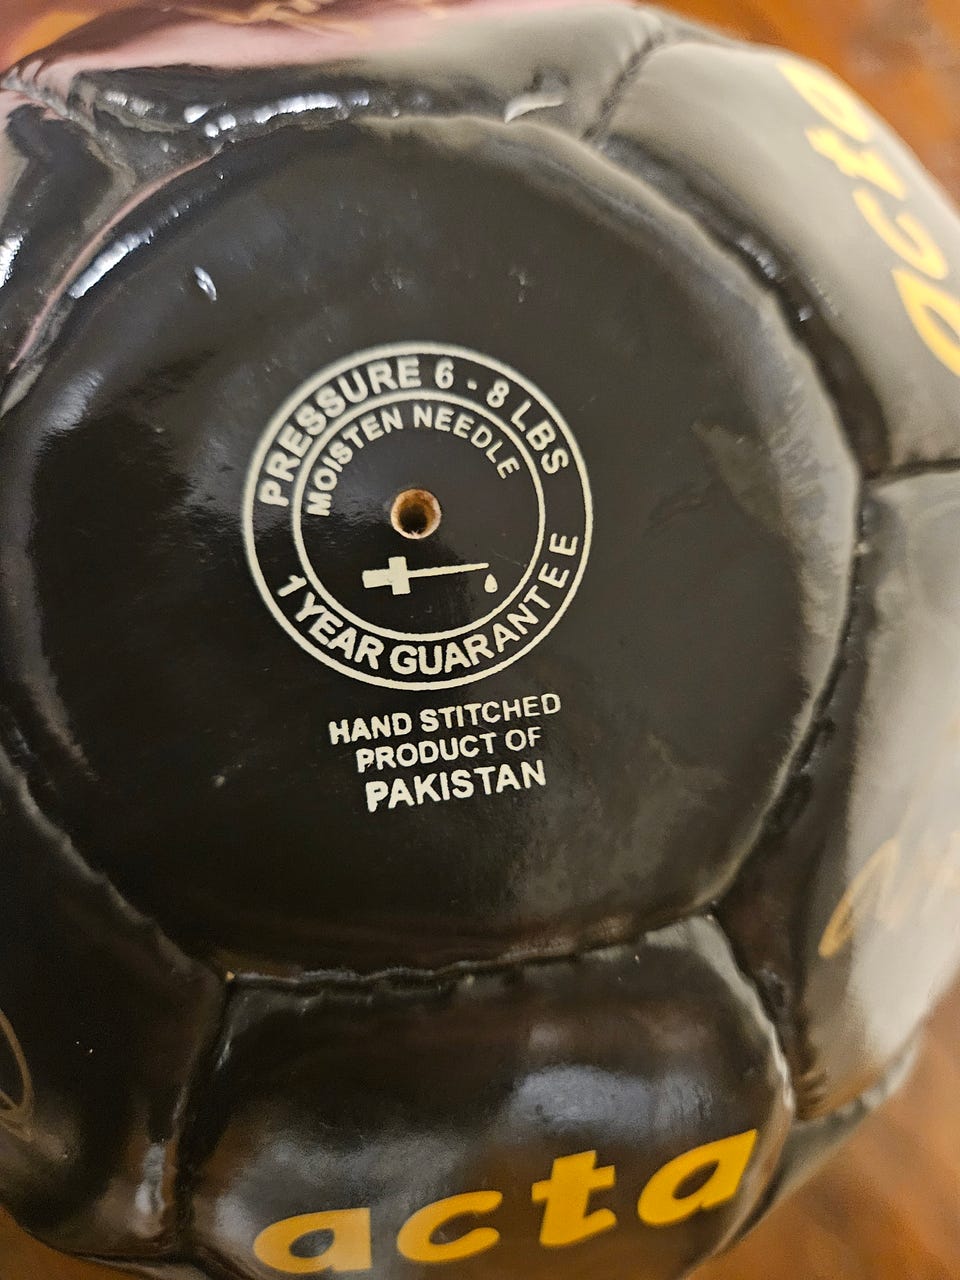 PRESSURE 6 - 8 LBS
MOISTEN NEEDLE
1 YEAR GUARANTEE
HAND STITCHED
PRODUCT OF
PAKISTAN
acta
acta